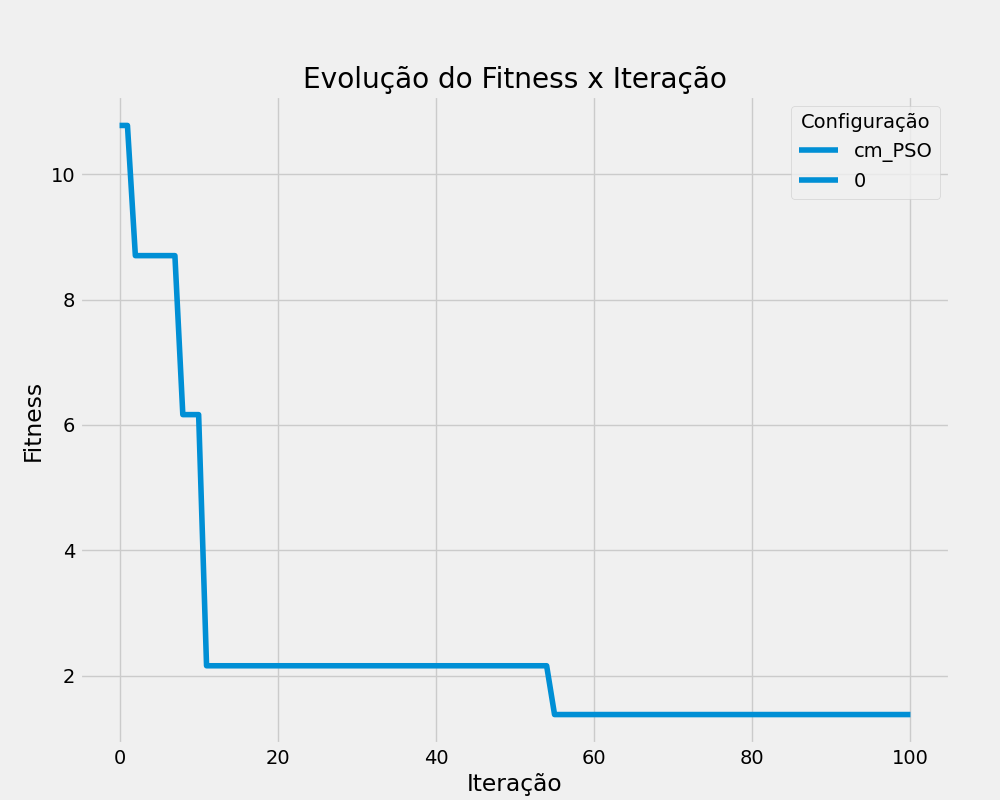 Evolução do Fitness x Iteração
Configuração
cm_PSO
0
Fitness
10
8
6
4
2
0 20 40 60 80 100
Iteração